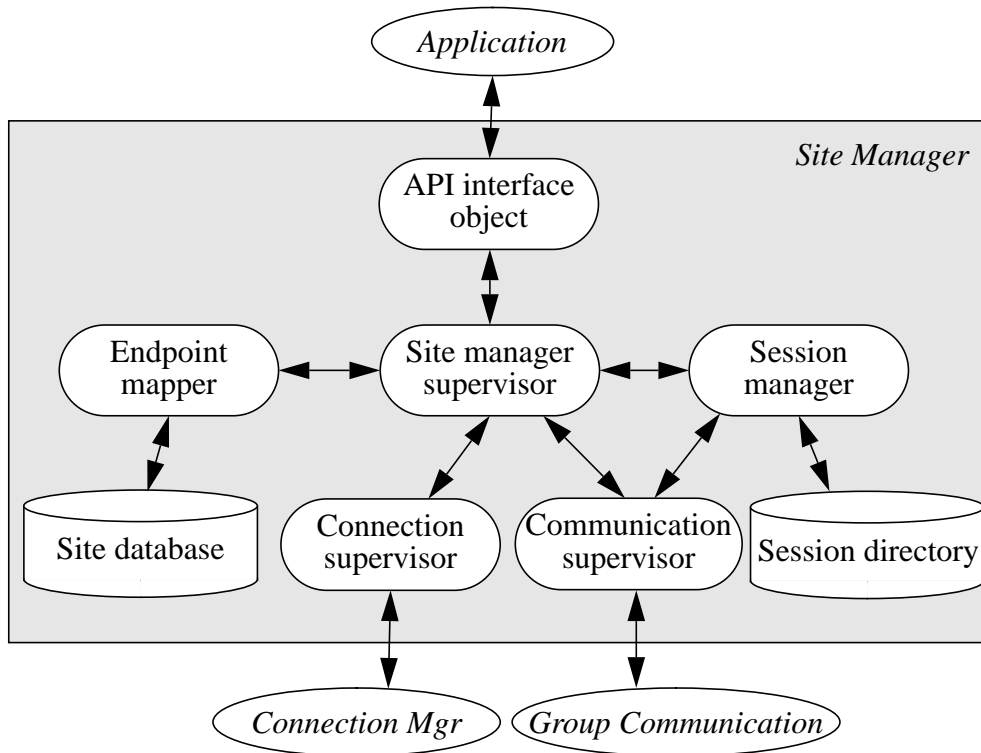 Application
Site Manager
API interface
object
Endpoint
mapper
Site manager
supervisor
Session
manager
Site database
Connection
supervisor
Communication
supervisor
Session directory
Connection Mgr
Group Communication